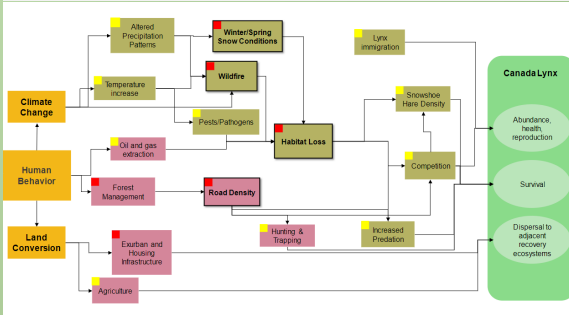 Altered
Precipitation
Patterns
Winter/Spring
Snow Conditions
Lynx
immigration
Canada Lynx
Wildfire
Temperature
increase
Snowshoe
Hare Density
Climate
Change
Pests/Pathogens
Abundance,
health,
reproduction
Oil and gas
extraction
Habitat Loss
Human
Behavior
Competition
Forest
Management
Road Density
Survival
Hunting &
Trapping
Increased
Predation
Dispersal to
adjacent
recovery
ecosystems
Land
Conversion
Exurban and
Housing
Infrastructure
Agriculture